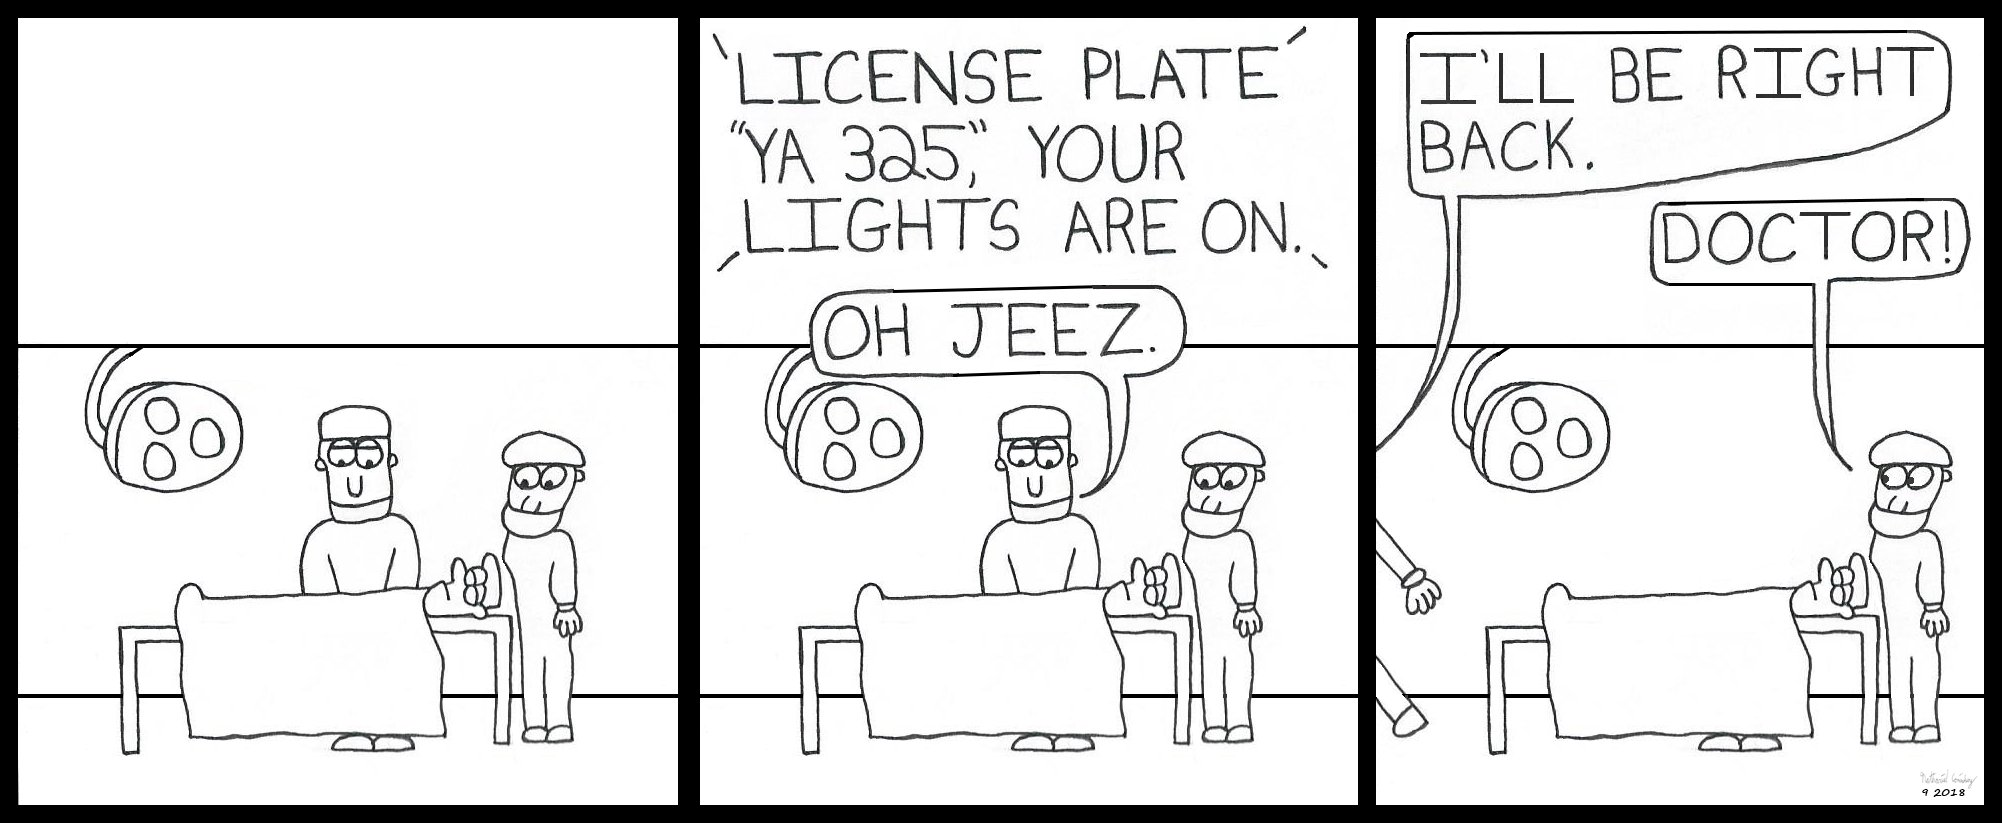 LICENSE PLATE
"YA 325," YOUR
LIGHTS ARE ON.
OH JEEZ.
I'LL BE RIGHT
BACK.
DOCTOR!
9 2018